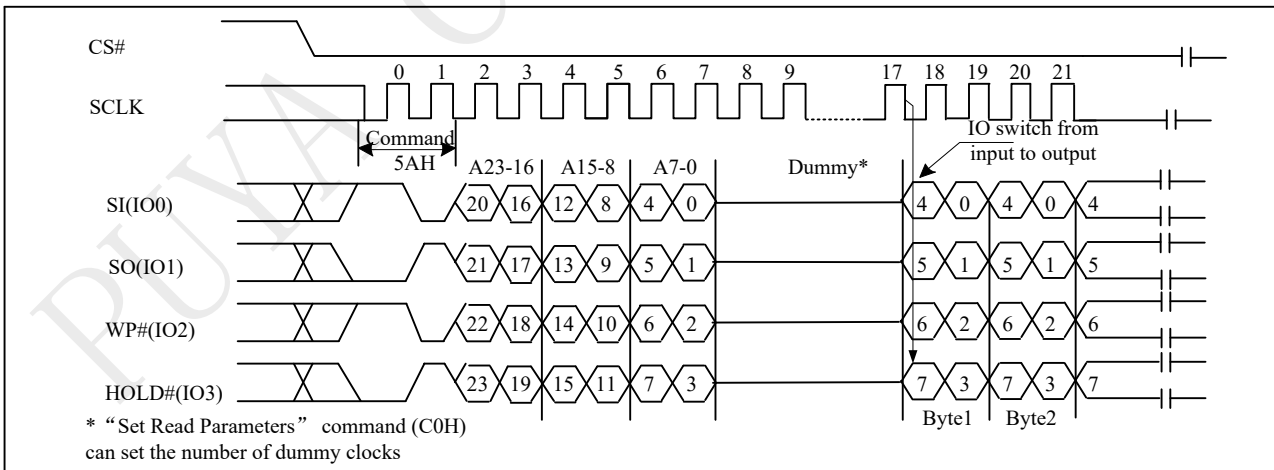 CS#
0 1 2 3 4 5 6 7 8 9 17 18 19 20 21
SCLK
Command
5AH
IO switch from
input to output
A23-16 A15-8 A7-0 Dummy*
SI(IO0) 20 16 12 8 4 0 4 0 4 0 4
SO(IO1) 21 17 13 9 5 1 5 1 5 1 5
WP#(IO2) 22 18 14 10 6 2 6 2 6 2 6
HOLD#(IO3) 23 19 15 11 7 3 7 3 7 3 7
Byte1 Byte2
* “Set Read Parameters” command (C0H)
can set the number of dummy clocks
PUYA